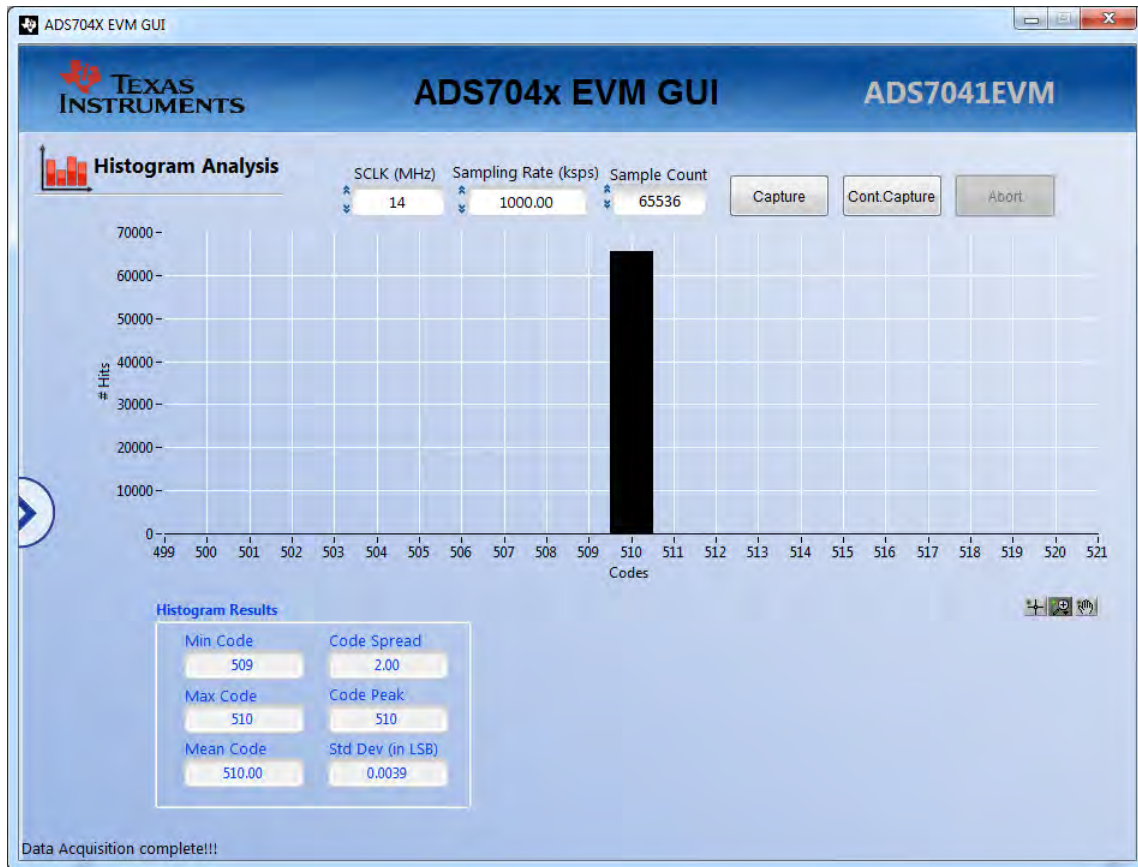 ADS704X EVM GUI
TEXAS
INSTRUMENTS
ADS704x EVM GUI
ADS7041EVM
Histogram Analysis
SCLK (MHz) Sampling Rate (ksps) Sample Count
14 1000.00 65536 Capture Cont.Capture Abort
70000
60000
50000
40000
30000
20000
10000
0
# Hits
499 500 501 502 503 504 505 506 507 508 509 510 511 512 513 514 515 516 517 518 519 520 521
Codes
Histogram Results
Min Code Code Spread
509 2.00
Max Code Code Peak
510 510
Mean Code Std Dev (in LSB)
510.00 0.0039
Data Acquisition complete!!!